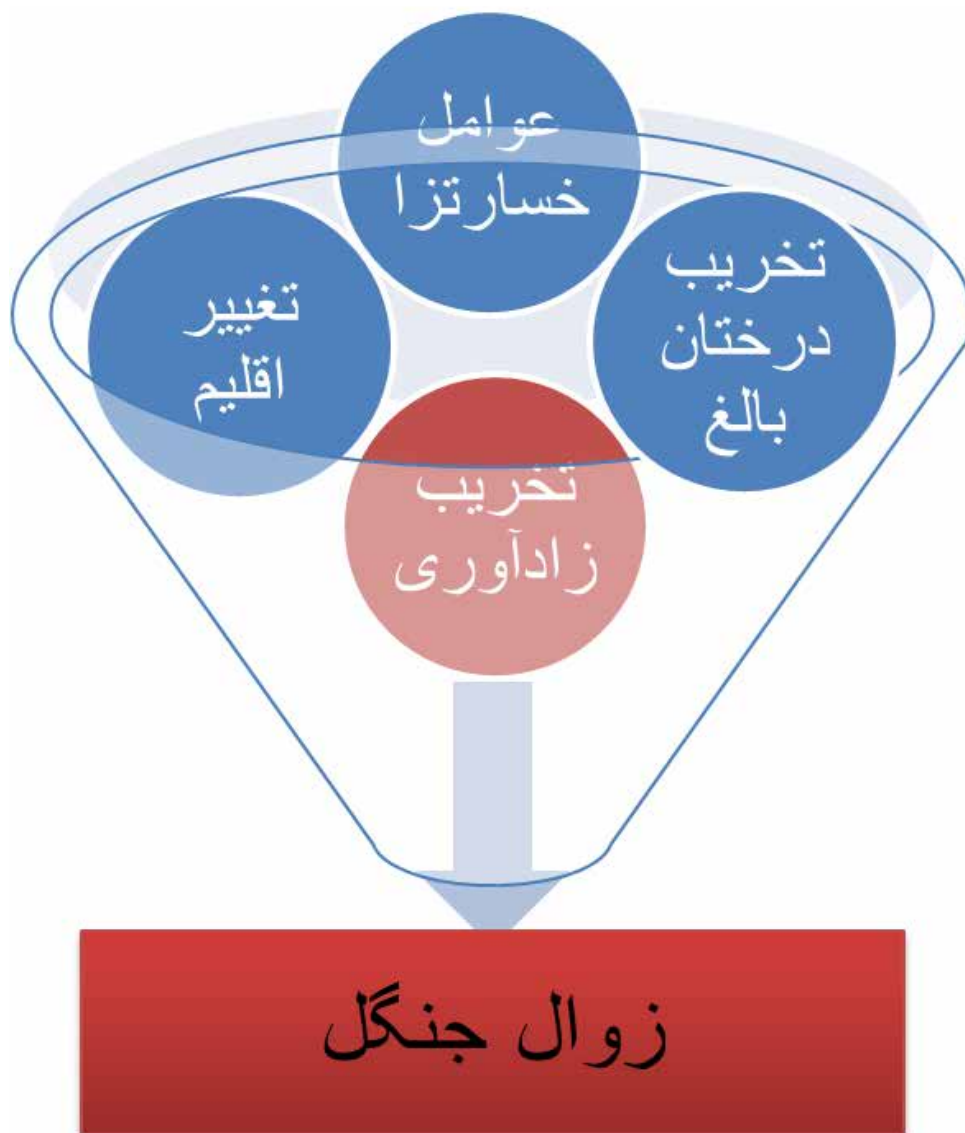 عوامل
خسارتزا
تخریب
درختان
بالغ
تغییر
اقلیم
تخریب
زادآوری
زوال جنگل